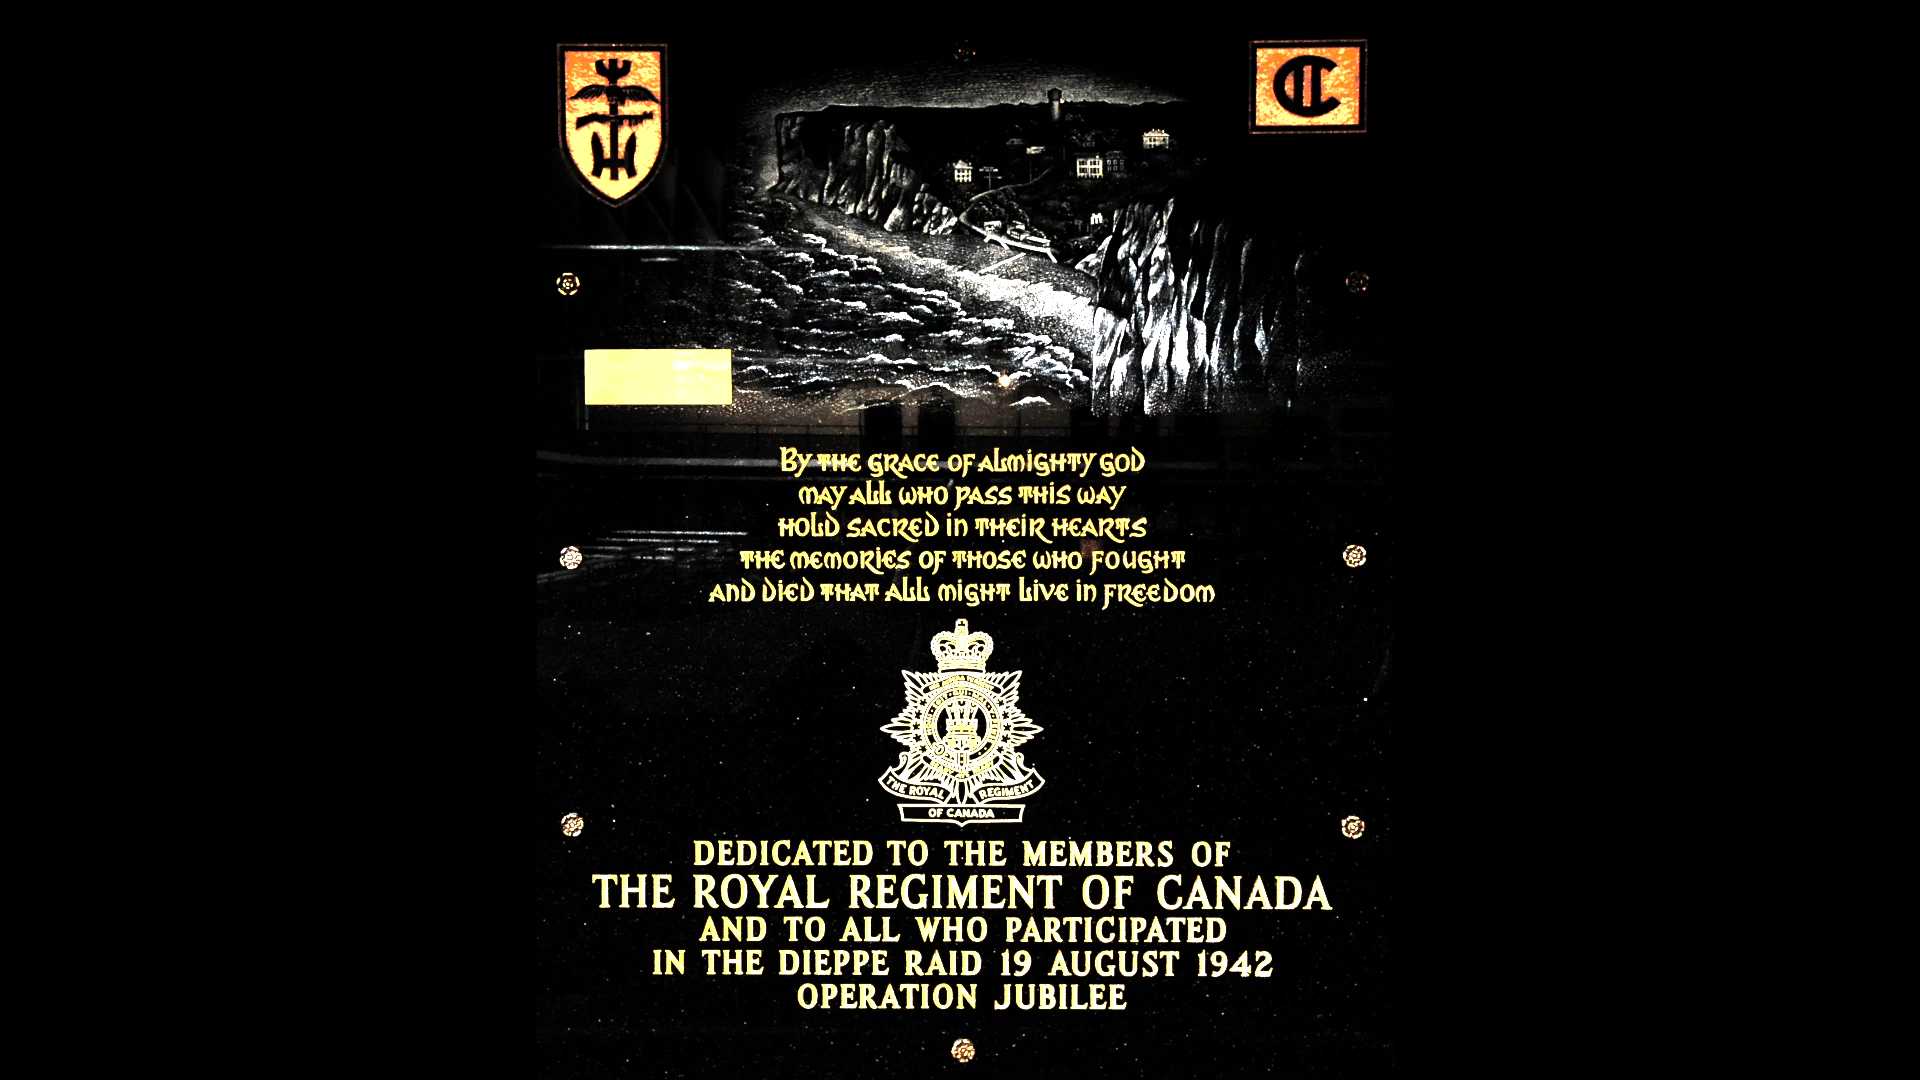 BY THE GRACE OF ALMIGHTY GOD
MAY ALL WHO PASS THIS WAY
HOLD SACRED IN THEIR HEARTS
THE MEMORIES OF THOSE WHO FOUGHT
AND DIED THAT ALL MIGHT LIVE IN FREEDOM
THE ROYAL REGIMENT
OF CANADA
DEDICATED TO THE MEMBERS OF
THE ROYAL REGIMENT OF CANADA
AND TO ALL WHO PARTICIPATED
IN THE DIEPPE RAID 19 AUGUST 1942
OPERATION JUBILEE